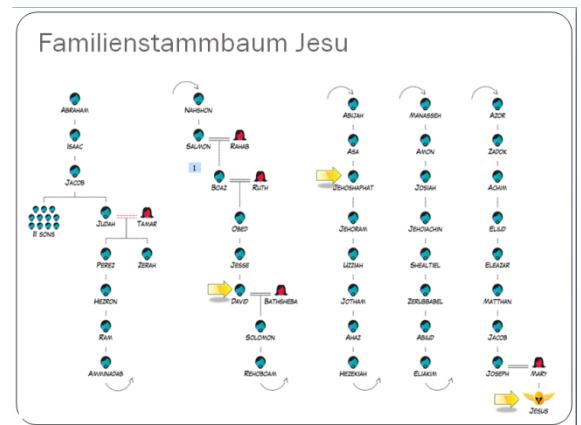 Familienstammbaum Jesu
ABRAHAM
ISAAC
JACOB
11 SONS
JUDAH
TAMAR
PEREZ
ZERAH
HEZRON
RAM
AMMINADAB
NAHSHON
SALMON
RAHAB
1
BOAZ
RUTH
OBED
JESSE
DAVID
BATHSHEBA
SOLOMON
REHOBOAM
ABIJAH
ASA
JEHOSHAPHAT
JEHORAM
UZZIAH
JOTHAM
AHAZ
HEZEKIAH
MANASSEH
AMON
JOSIAH
JEHOIACHIN
SHEALTIEL
ZERUBBABEL
ABIUD
ELIAKIM
AZOR
ZADOK
ACHIM
ELIUD
ELEAZAR
MATTHAN
JACOB
JOSEPH
MARY
JESUS